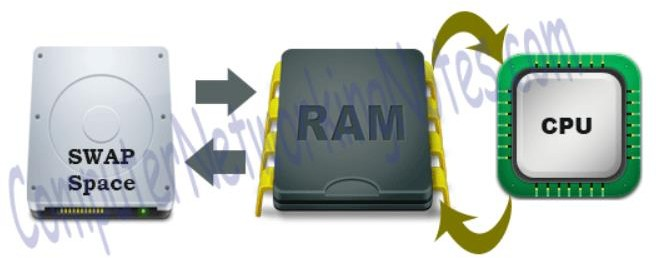 SWAP
Space
RAM
CPU
ComputerNetworkingNotes.com